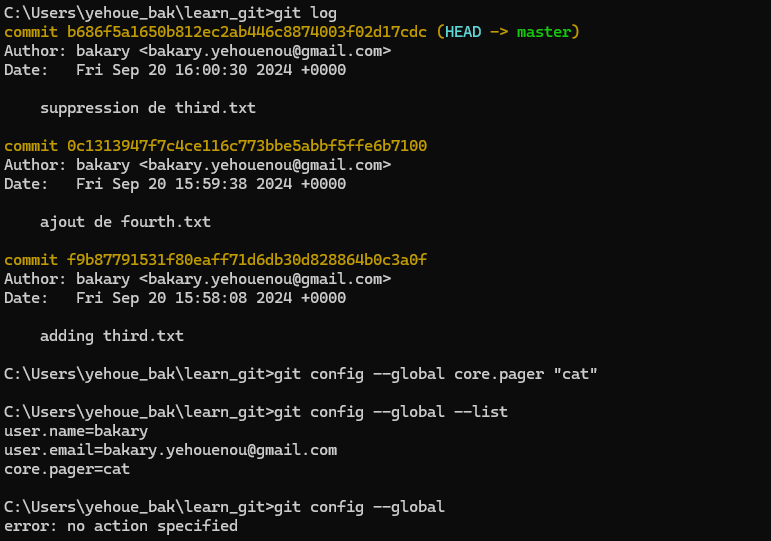 C:\Users\yehoue_bak\learn_git>git log
commit b686f5a1650b812ec2ab446c8874003f02d17cdc (HEAD -> master)
Author: bakary <bakary.yehouenou@gmail.com>
Date:   Fri Sep 20 16:00:30 2024 +0000
    suppression de third.txt
commit 0c1313947f7c4ce116c773bbe5abbf5ffe6b7100
Author: bakary <bakary.yehouenou@gmail.com>
Date:   Fri Sep 20 15:59:38 2024 +0000
    ajout de fourth.txt
commit f9b87791531f80eaff71d6db30d828864b0c3a0f
Author: bakary <bakary.yehouenou@gmail.com>
Date:   Fri Sep 20 15:58:08 2024 +0000
    adding third.txt
C:\Users\yehoue_bak\learn_git>git config --global core.pager "cat"
C:\Users\yehoue_bak\learn_git>git config --global --list
user.name=bakary
user.email=bakary.yehouenou@gmail.com
core.pager=cat
C:\Users\yehoue_bak\learn_git>git config --global
error: no action specified